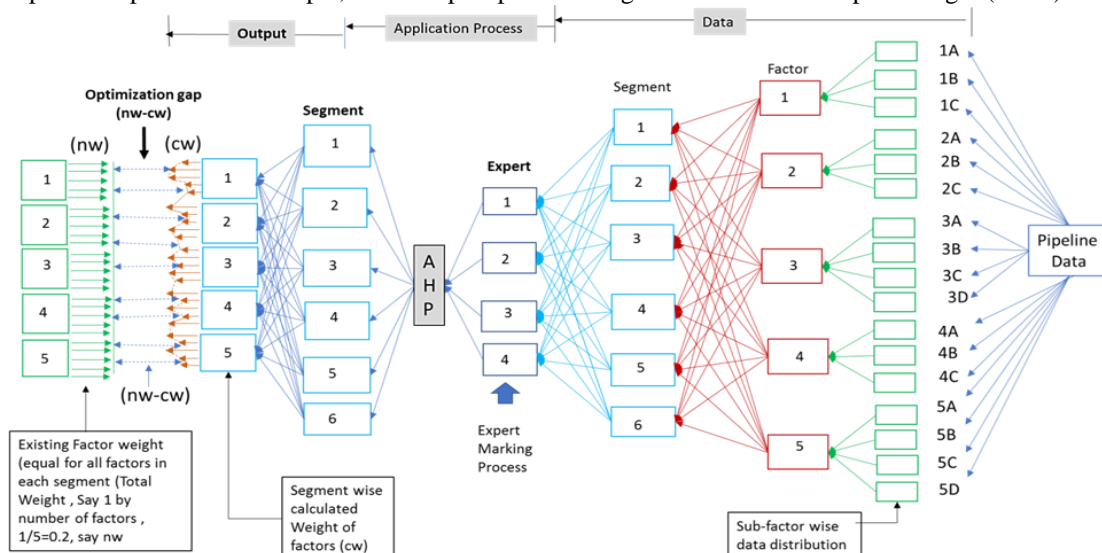 Output
Application Process
Data
Optimization gap
(nw-cw)
(nw)
(cw)
1
2
3
4
5
1
2
3
4
5
(nw-cw)
Segment
1
2
3
4
5
6
A
H
P
Expert
1
2
3
4
Expert
Marking
Process
Segment
1
2
3
4
5
6
Factor
1
2
3
4
5
1A
1B
1C
2A
2B
2C
3A
3B
3C
3D
4A
4B
4C
5A
5B
5C
5D
Pipeline
Data
Existing Factor weight
(equal for all factors in
each segment (Total
Weight , Say 1 by
number of factors ,
1/5=0.2, say nw
Segment wise
calculated
Weight of
factors (cw)
Sub-factor wise
data distribution